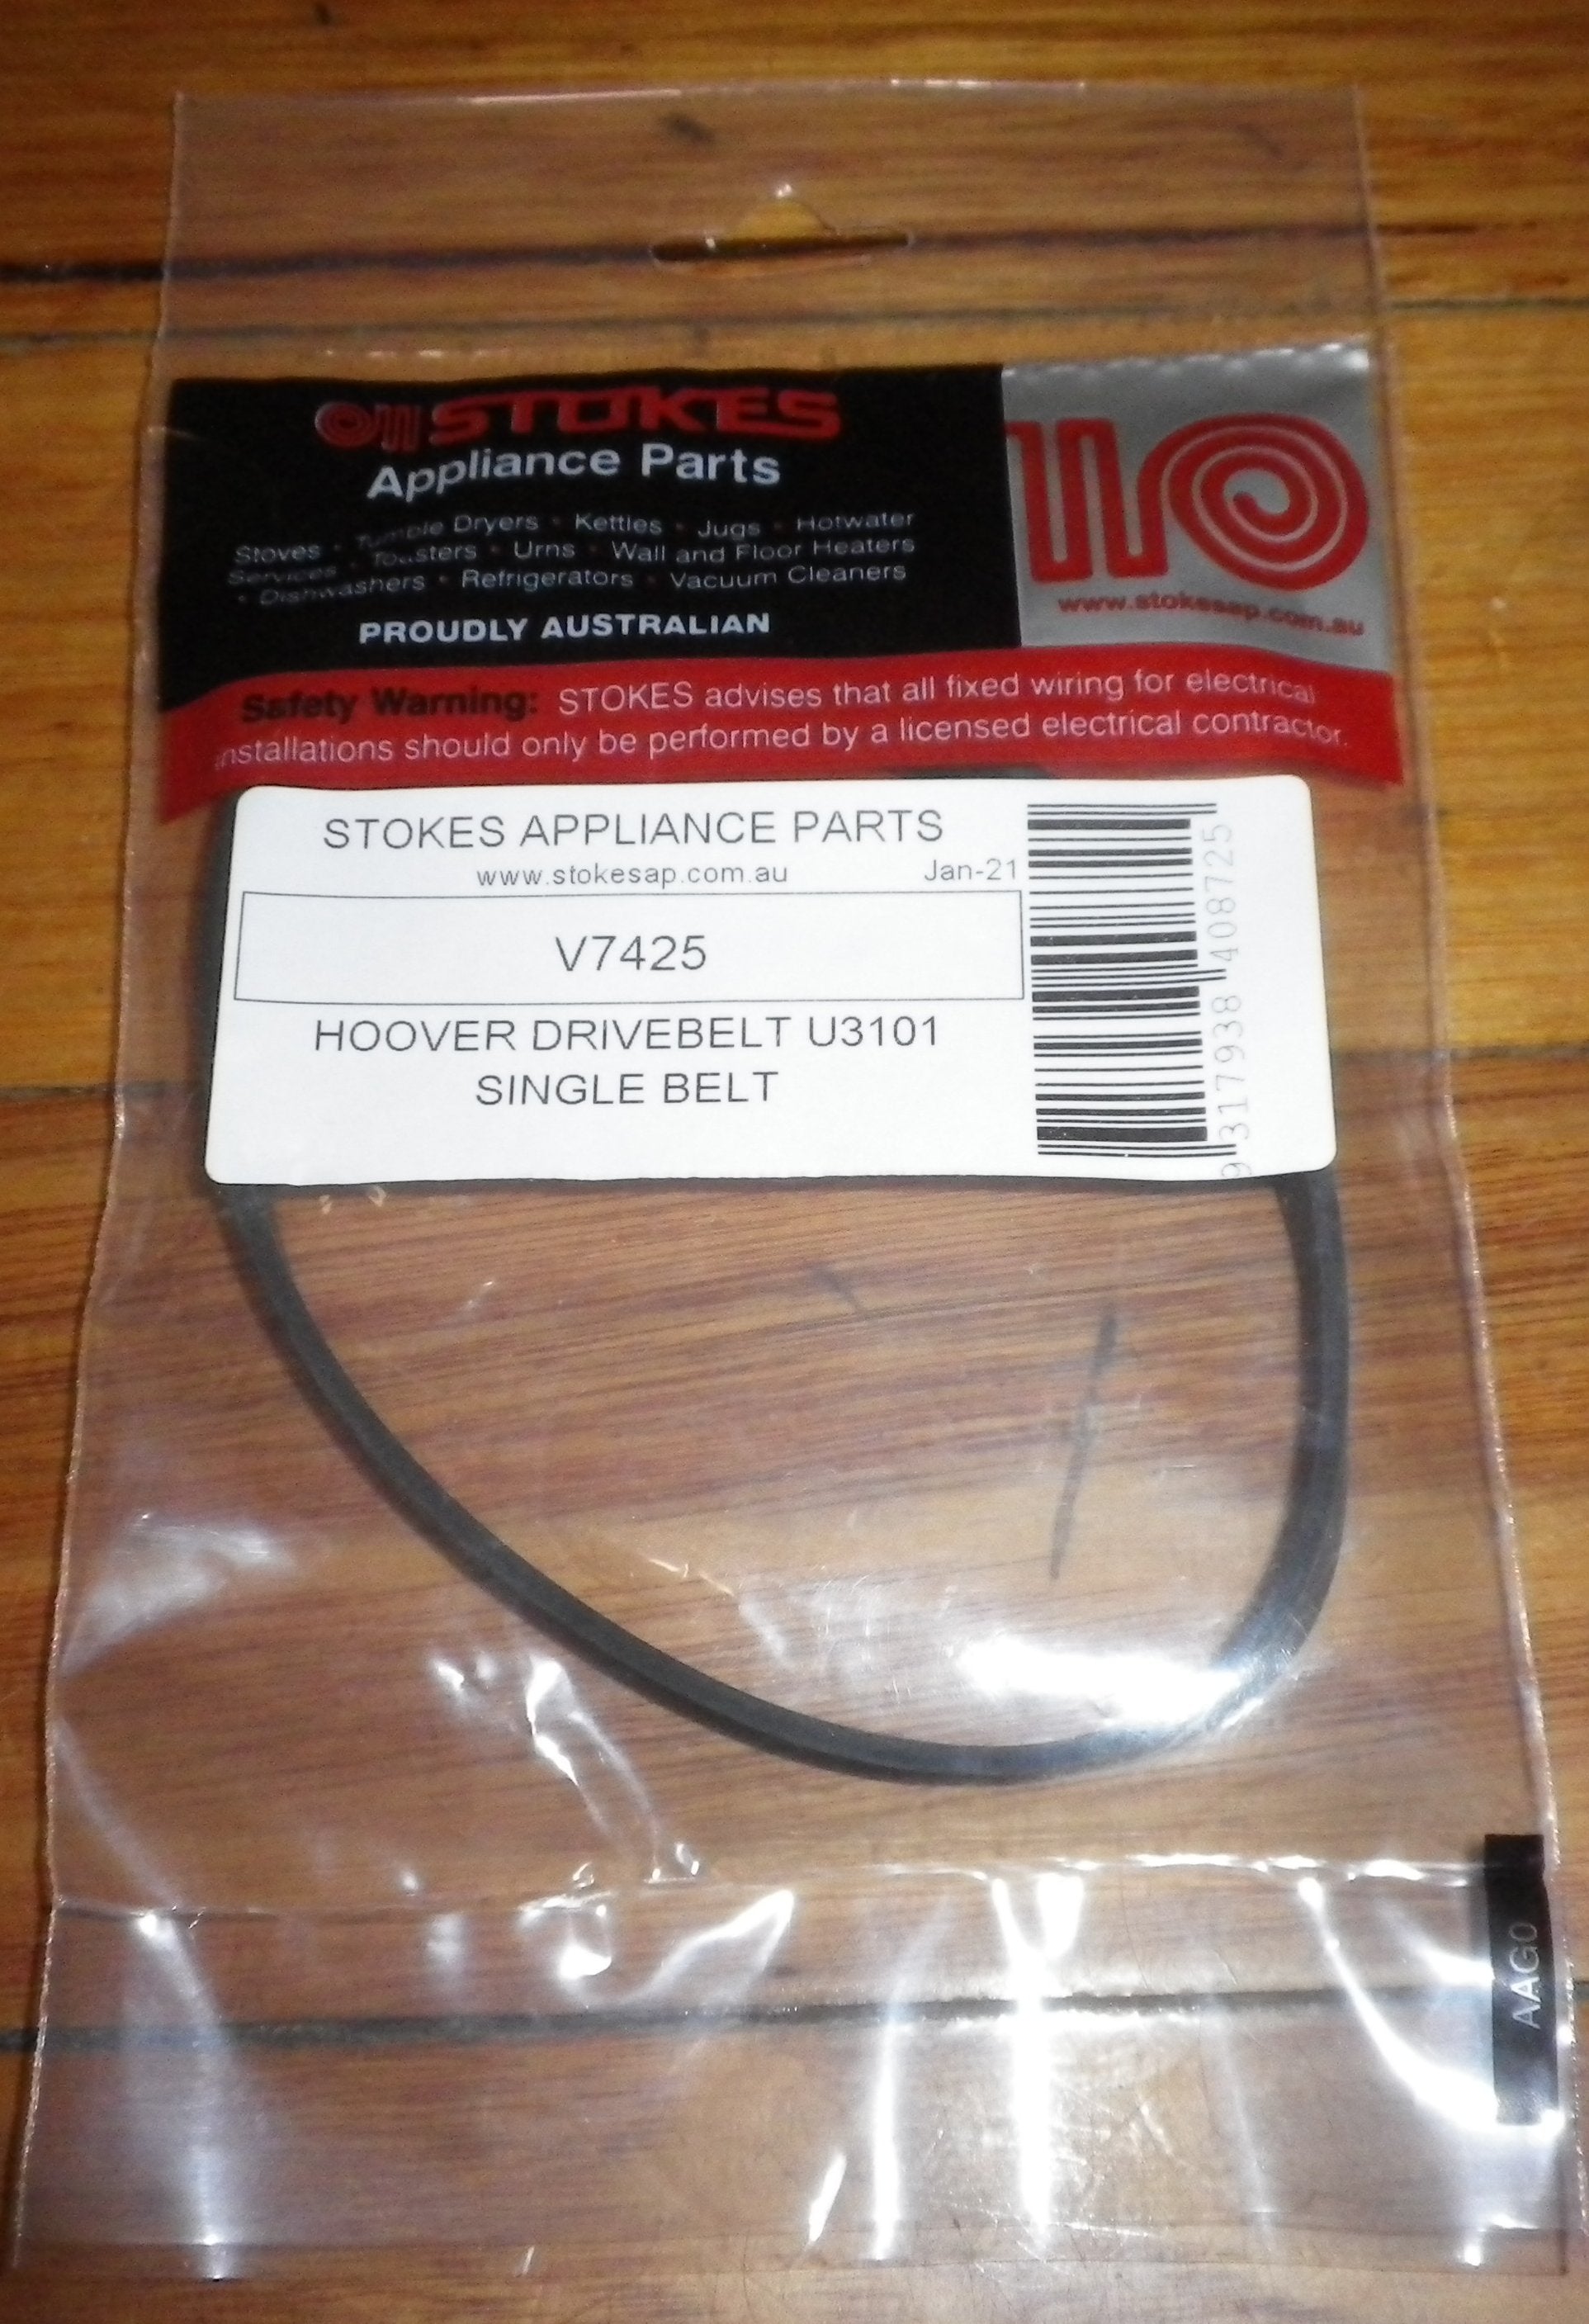 STOKES
Appliance Parts
Stoves • Tumble Dryers • Kettles • Jugs • Hotwater
Services • Toasters • Urns • Wall and Floor Heaters
• Dishwashers • Refrigerators • Vacuum Cleaners
PROUDLY AUSTRALIAN
www.stokesap.com.au
Safety Warning: STOKES advises that all fixed wiring for electrical
installations should only be performed by a licensed electrical contractor.
STOKES APPLIANCE PARTS
www.stokesap.com.au Jan-21
V7425
HOOVER DRIVEBELT U3101
SINGLE BELT
9 317938 408725
AAG0